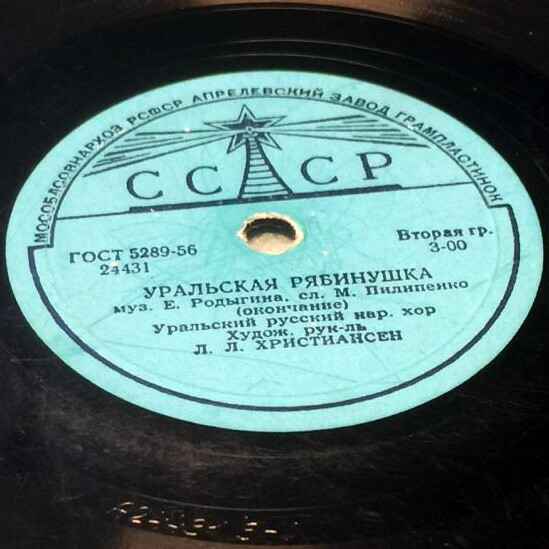 МОСОБЛСОВНАРХОЗ РСФСР АПРЕЛЕВСКИЙ ЗАВОД ГРАМПЛАСТИНОК
СССР
ГОСТ 5289-56
24431
Вторая гр.
3-00
УРАЛЬСКАЯ РЯБИНУШКА
муз. Е. Родыгина, сл. М. Пилипенко
(окончание)
Уральский русский нар. хор
Худож. рук-ль
Л. Л. ХРИСТИАНСЕН